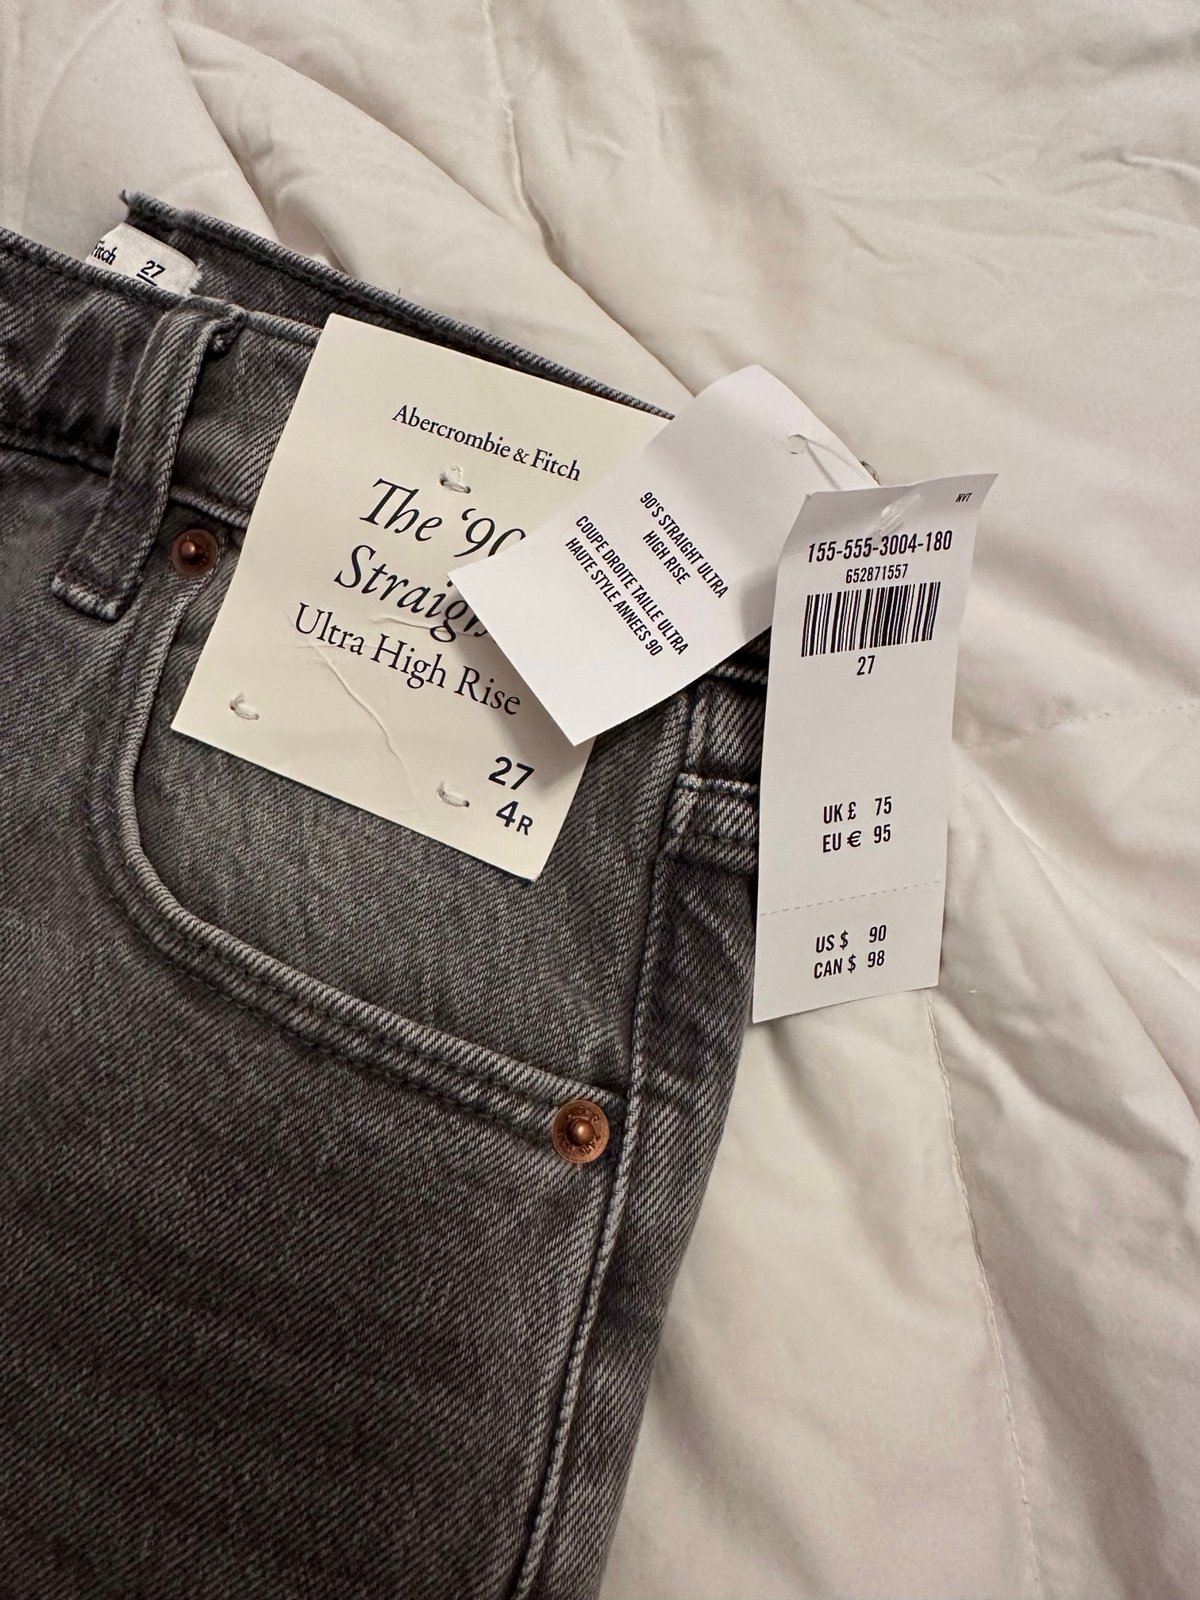 Fitch
27
Abercrombie & Fitch
The '90
Straigh
Ultra High Rise
27
4R
90'S STRAIGHT ULTRA
HIGH RISE
COUPE DROITE TAILLE ULTRA
HAUTE STYLE ANNEES 90
NVT
155-555-3004-180
652871557
27
UK £ 75
EU € 95
US $ 90
CAN $ 98